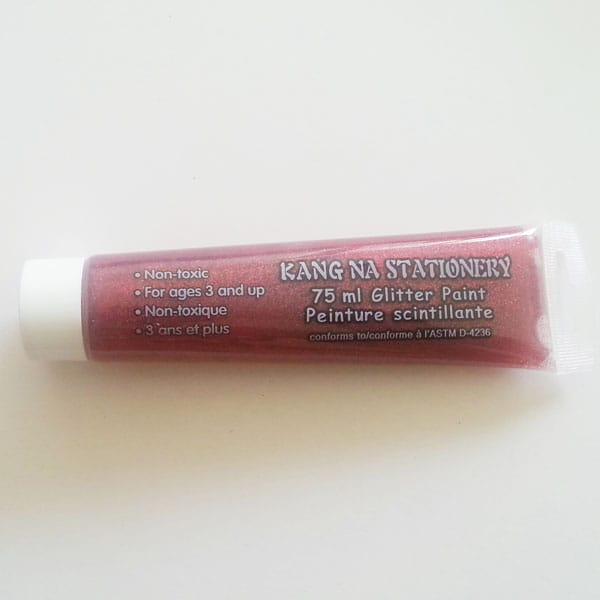 • Non-toxic
• For ages 3 and up
• Non-toxique
• 3 ans et plus
KANG NA STATIONERY
75 ml Glitter Paint
Peinture scintillante
conforms to/conforme à l'ASTM D-4236